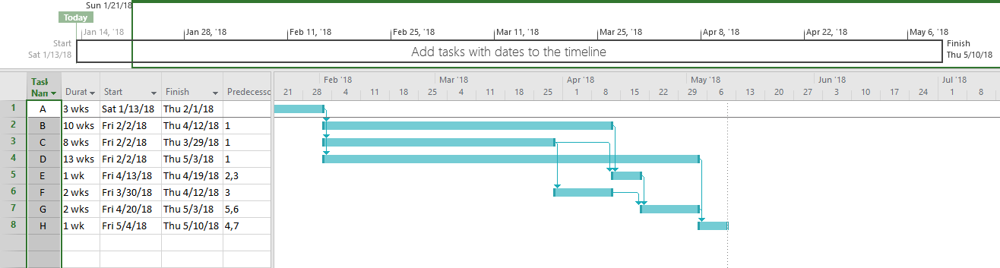 Sun 1/21/18
Today
Jan 14, '18 Jan 28, '18 Feb 11, '18 Feb 25, '18 Mar 11, '18 Mar 25, '18 Apr 8, '18 Apr 22, '18 May 6, '18
Start
Sat 1/13/18
Add tasks with dates to the timeline
Finish
Thu 5/10/18
Task Nam Durat Start Finish Predecesso
Feb '18 Mar '18 Apr '18 May '18 Jun '18 Jul '18
21 28 4 11 18 25 4 11 18 25 1 8 15 22 29 6 13 20 27 3 10 17 24 1 8
1 A 3 wks Sat 1/13/18 Thu 2/1/18
2 B 10 wks Fri 2/2/18 Thu 4/12/18 1
3 C 8 wks Fri 2/2/18 Thu 3/29/18 1
4 D 13 wks Fri 2/2/18 Thu 5/3/18 1
5 E 1 wk Fri 4/13/18 Thu 4/19/18 2,3
6 F 2 wks Fri 3/30/18 Thu 4/12/18 3
7 G 2 wks Fri 4/20/18 Thu 5/3/18 5,6
8 H 1 wk Fri 5/4/18 Thu 5/10/18 4,7